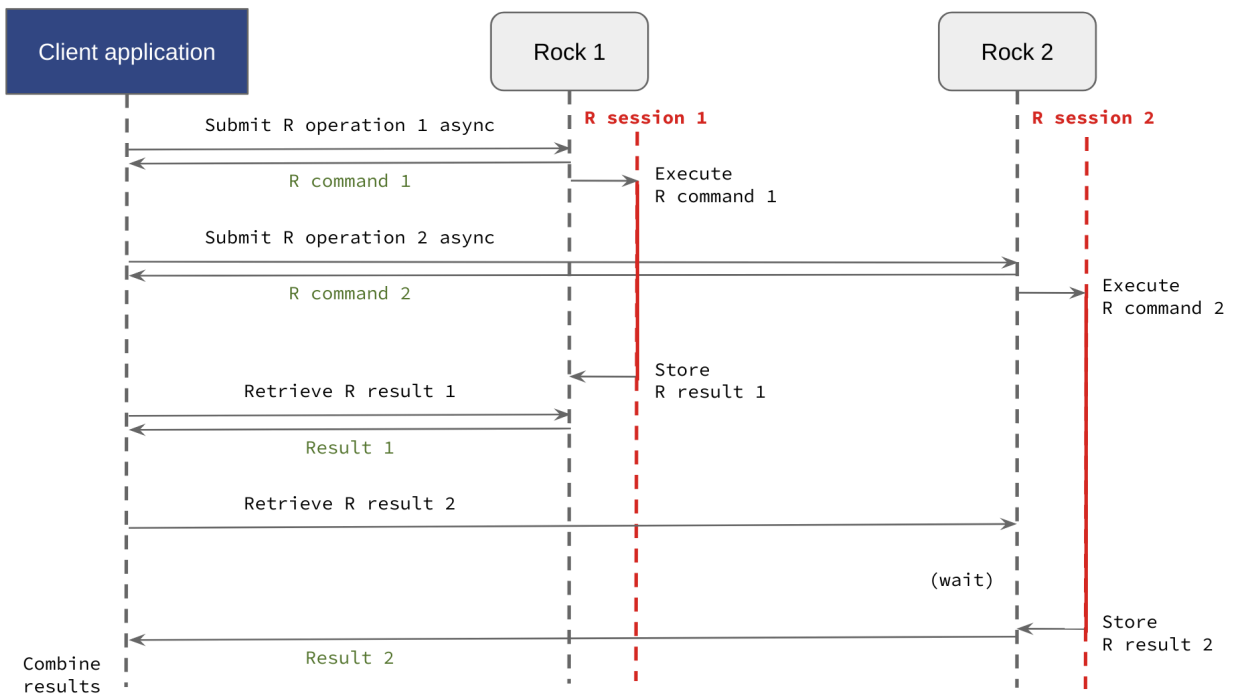 Client application
Rock 1
Rock 2
R session 1
R session 2
Submit R operation 1 async
R command 1
Execute
R command 1
Submit R operation 2 async
R command 2
Execute
R command 2
Store
R result 1
Retrieve R result 1
Result 1
Retrieve R result 2
(wait)
Store
R result 2
Result 2
Combine
results